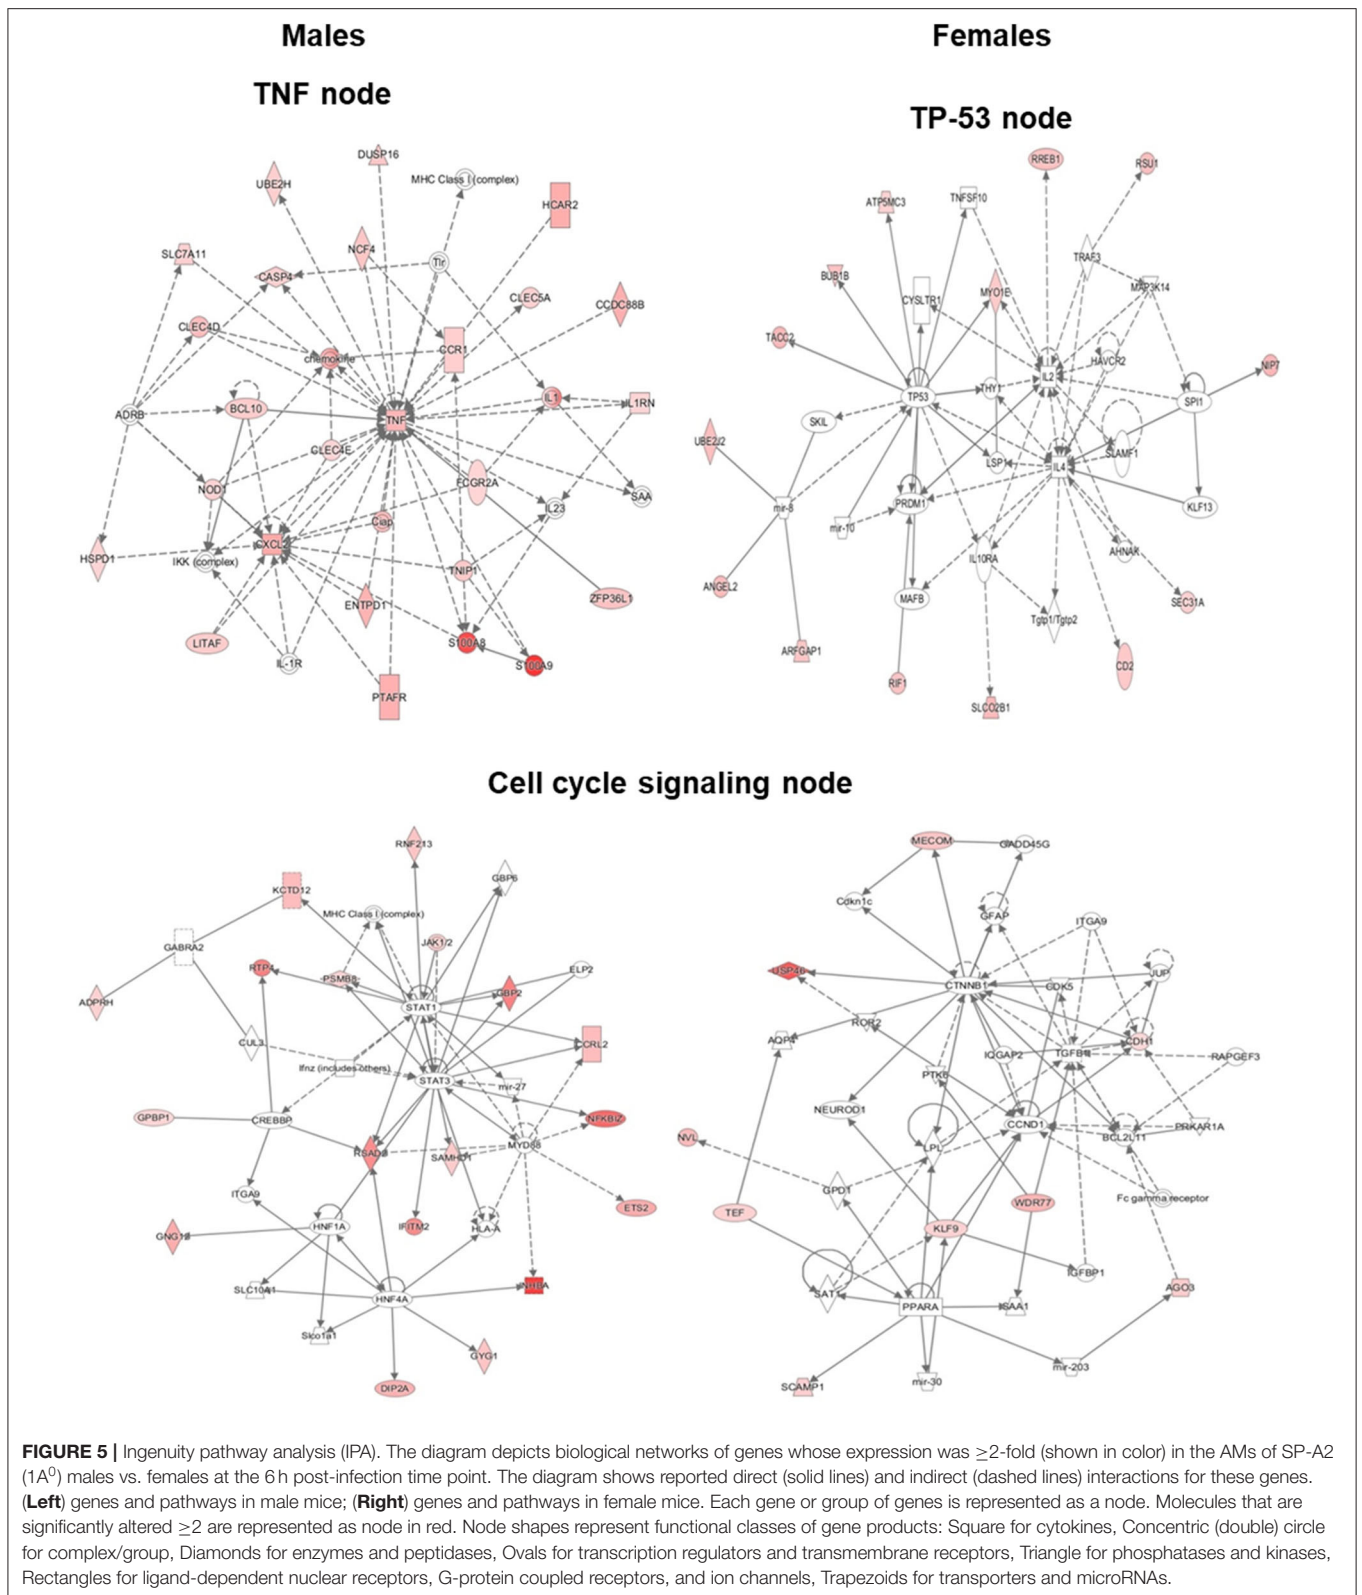 Males
Females
TNF node
TP-53 node
DUSP16
MHC Class I (complex)
UBE2H
HCAR2
SLC7A11
NCF4
Tlr
CASP4
CLEC5A
CCDC88B
CLEC4D
chemokine
CCR1
ADRB
BCL10
TNF
IL1
IL1RN
CLEC4E
NOD1
FCGR2A
SAA
IL23
Ciap
CXCL2
HSPD1
IKK (complex)
TNIP1
ENTPD1
ZFP36L1
LITAF
IL-1R
S100A8
S100A9
PTAFR
RREB1
RSU1
ATP5MC3
TNFSF10
TRAF3
BUB1B
CYSLTR1
MYO1E
MAP3K14
TACC2
HAVCR2
NIP7
IL2
THY1
TP53
SPI1
SKIL
UBE2J2
LSP1
IL4
SLAMF1
mir-8
PRDM1
mir-10
KLF13
IL10RA
AHNAK
ANGEL2
MAFB
Tgtp1/Tgtp2
SEC31A
ARFGAP1
RIF1
CD2
SLCO2B1
Cell cycle signaling node
RNF213
KCTD12
GBP6
MHC Class I (complex)
GABRA2
JAK1/2
RTP4
PSMB8
ELP2
ADPRH
STAT1
GBP2
CUL3
CCRL2
Ifnz (includes others)
STAT3
mir-27
GPBP1
CREBBP
NFKBIZ
RSAD2
SAMHD1
MYD88
ITGA9
ETS2
GNG12
HNF1A
IFITM2
HLA-A
SLC10A1
HNF4A
INHBA
Slco1a1
GYG1
DIP2A
MECOM
GADD45G
Cdkn1c
GFAP
ITGA9
USP46
CTNNB1
CDK5
JUP
ROR2
AQP4
IQGAP2
TGFB1
CDH1
RAPGEF3
PTK6
NEUROD1
CCND1
NVL
LPL
BCL2L11
PRKAR1A
GPD1
Fc gamma receptor
TEF
WDR77
KLF9
IGFBP1
SAT1
AGO3
PPARA
SAA1
mir-203
SCAMP1
mir-30
FIGURE 5 | Ingenuity pathway analysis (IPA). The diagram depicts biological networks of genes whose expression was ≥2-fold (shown in color) in the AMs of SP-A2
(1A⁰) males vs. females at the 6 h post-infection time point. The diagram shows reported direct (solid lines) and indirect (dashed lines) interactions for these genes.
(Left) genes and pathways in male mice; (Right) genes and pathways in female mice. Each gene or group of genes is represented as a node. Molecules that are
significantly altered ≥2 are represented as node in red. Node shapes represent functional classes of gene products: Square for cytokines, Concentric (double) circle
for complex/group, Diamonds for enzymes and peptidases, Ovals for transcription regulators and transmembrane receptors, Triangle for phosphatases and kinases,
Rectangles for ligand-dependent nuclear receptors, G-protein coupled receptors, and ion channels, Trapezoids for transporters and microRNAs.